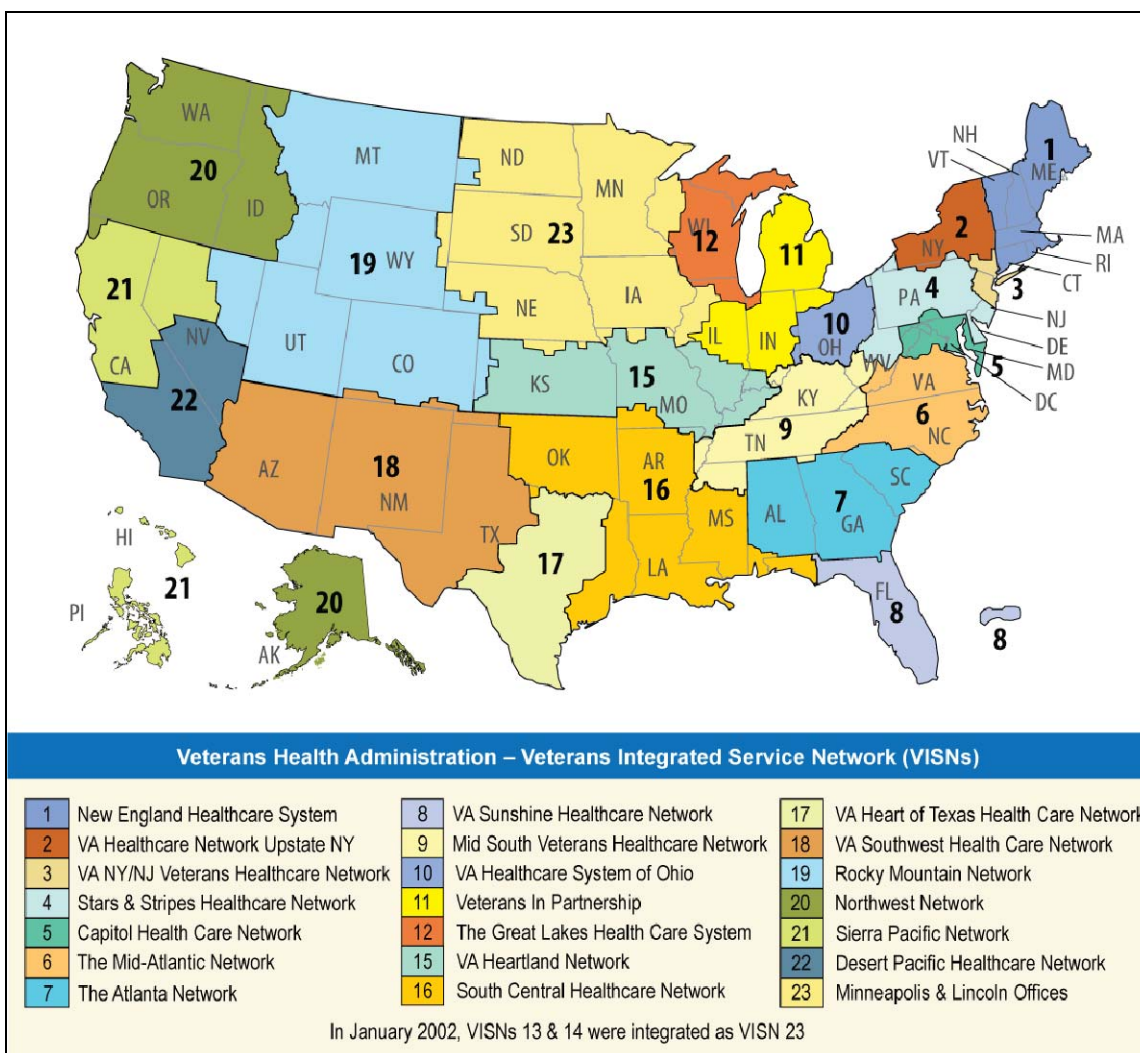 WA
MT
ND
MN
NH
VT
1
ME
20
OR
ID
SD
23
WI
12
11
2
NY
MA
RI
CT
19
WY
21
NE
IA
PA
4
3
NJ
DE
MD
DC
5
NV
UT
CO
IL
IN
10
OH
WV
CA
22
KS
15
MO
KY
VA
6
NC
TN
9
AZ
18
NM
OK
AR
16
SC
7
GA
AL
MS
TX
17
LA
HI
PI
21
20
AK
FL
8
8
Veterans Health Administration – Veterans Integrated Service Network (VISNs)
1 New England Healthcare System
2 VA Healthcare Network Upstate NY
3 VA NY/NJ Veterans Healthcare Network
4 Stars & Stripes Healthcare Network
5 Capitol Health Care Network
6 The Mid-Atlantic Network
7 The Atlanta Network
8 VA Sunshine Healthcare Network
9 Mid South Veterans Healthcare Network
10 VA Healthcare System of Ohio
11 Veterans In Partnership
12 The Great Lakes Health Care System
15 VA Heartland Network
16 South Central Healthcare Network
17 VA Heart of Texas Health Care Network
18 VA Southwest Health Care Network
19 Rocky Mountain Network
20 Northwest Network
21 Sierra Pacific Network
22 Desert Pacific Healthcare Network
23 Minneapolis & Lincoln Offices
In January 2002, VISNs 13 & 14 were integrated as VISN 23